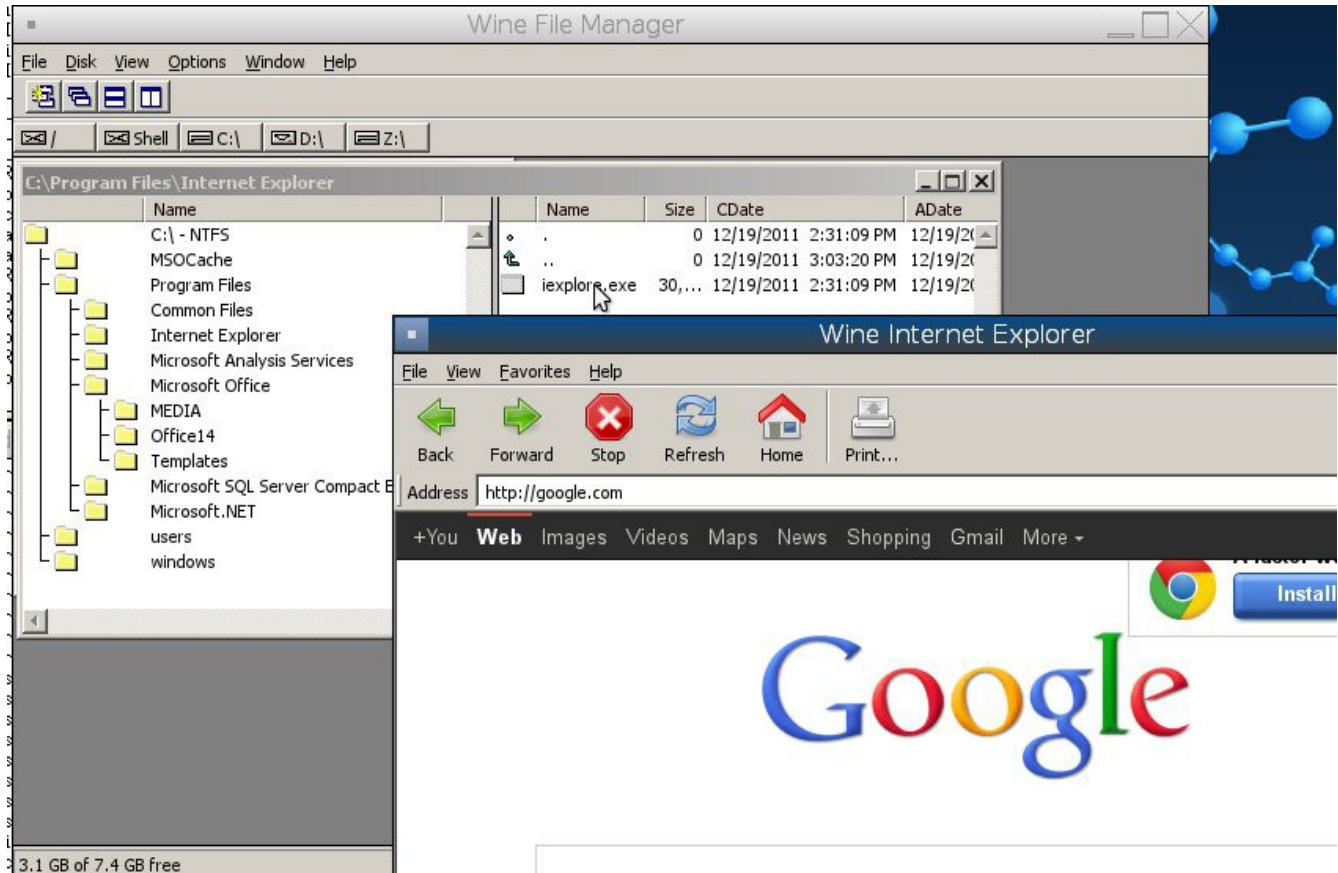 Wine File Manager
File Disk View Options Window Help
/ Shell C:\ D:\ Z:\
C:\Program Files\Internet Explorer
Name
C:\ - NTFS
MSOCache
Program Files
Common Files
Internet Explorer
Microsoft Analysis Services
Microsoft Office
MEDIA
Office14
Templates
Microsoft SQL Server Compact
Microsoft.NET
users
windows
Name Size CDate ADate
. 0 12/19/2011 2:31:09 PM
.. 0 12/19/2011 3:03:20 PM
iexplore.exe 30,... 12/19/2011 2:31:09 PM
3.1 GB of 7.4 GB free
Wine Internet Explorer
File View Favorites Help
Back Forward Stop Refresh Home Print...
Address http://google.com
+You Web Images Videos Maps News Shopping Gmail More
Install
Google